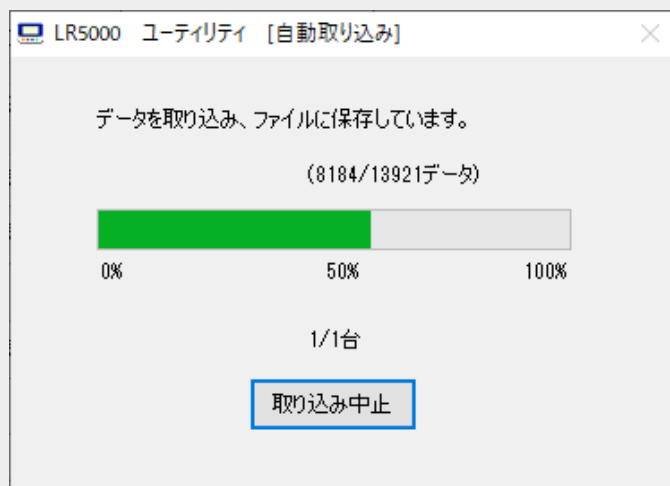 LR5000 ユーティリティ [自動取り込み]
データを取り込み、ファイルに保存しています。
(8184/13921データ)
0% 50% 100%
1/1台
取り込み中止